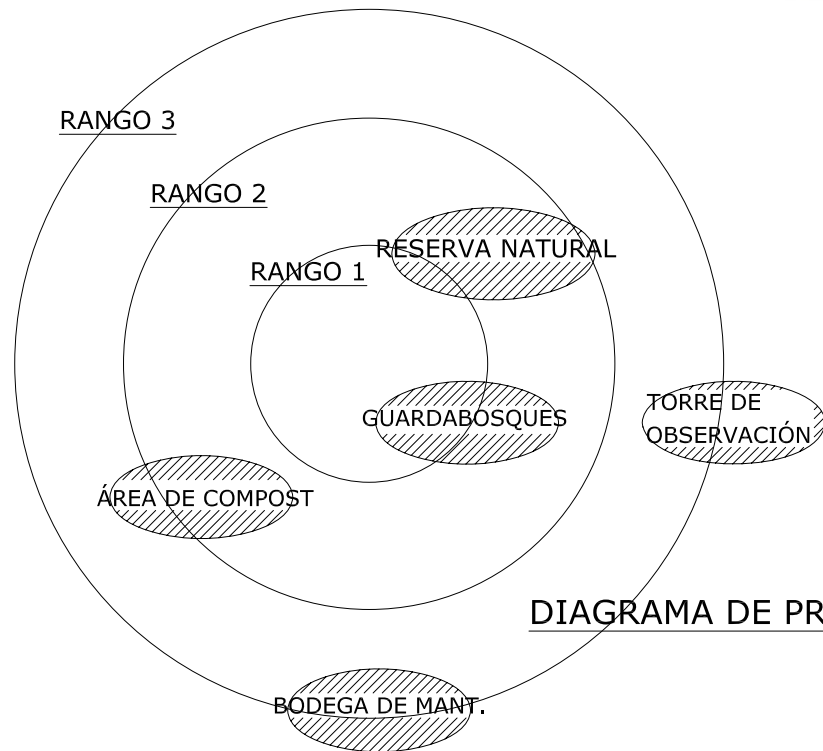 RANGO 3
RANGO 2
RESERVA NATURAL
RANGO 1
TORRE DE
OBSERVACIÓN
GUARDABOSQUES
ÁREA DE COMPOST
DIAGRAMA DE PR
BODEGA DE MANT.